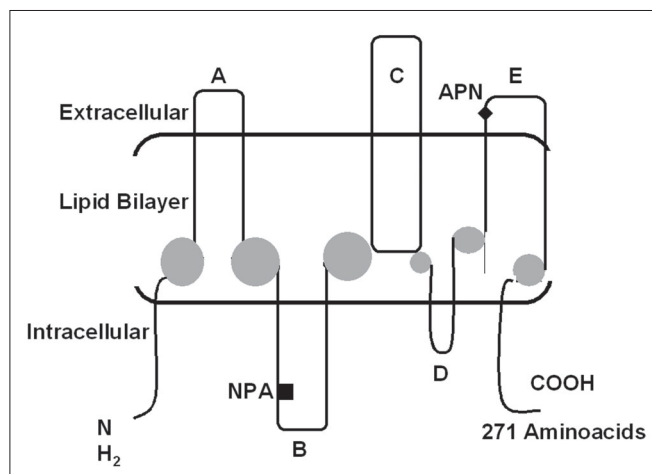 A
C
E
APN
Extracellular
Lipid Bilayer
Intracellular
D
NPA
COOH
N
H₂
B
271 Aminoacids